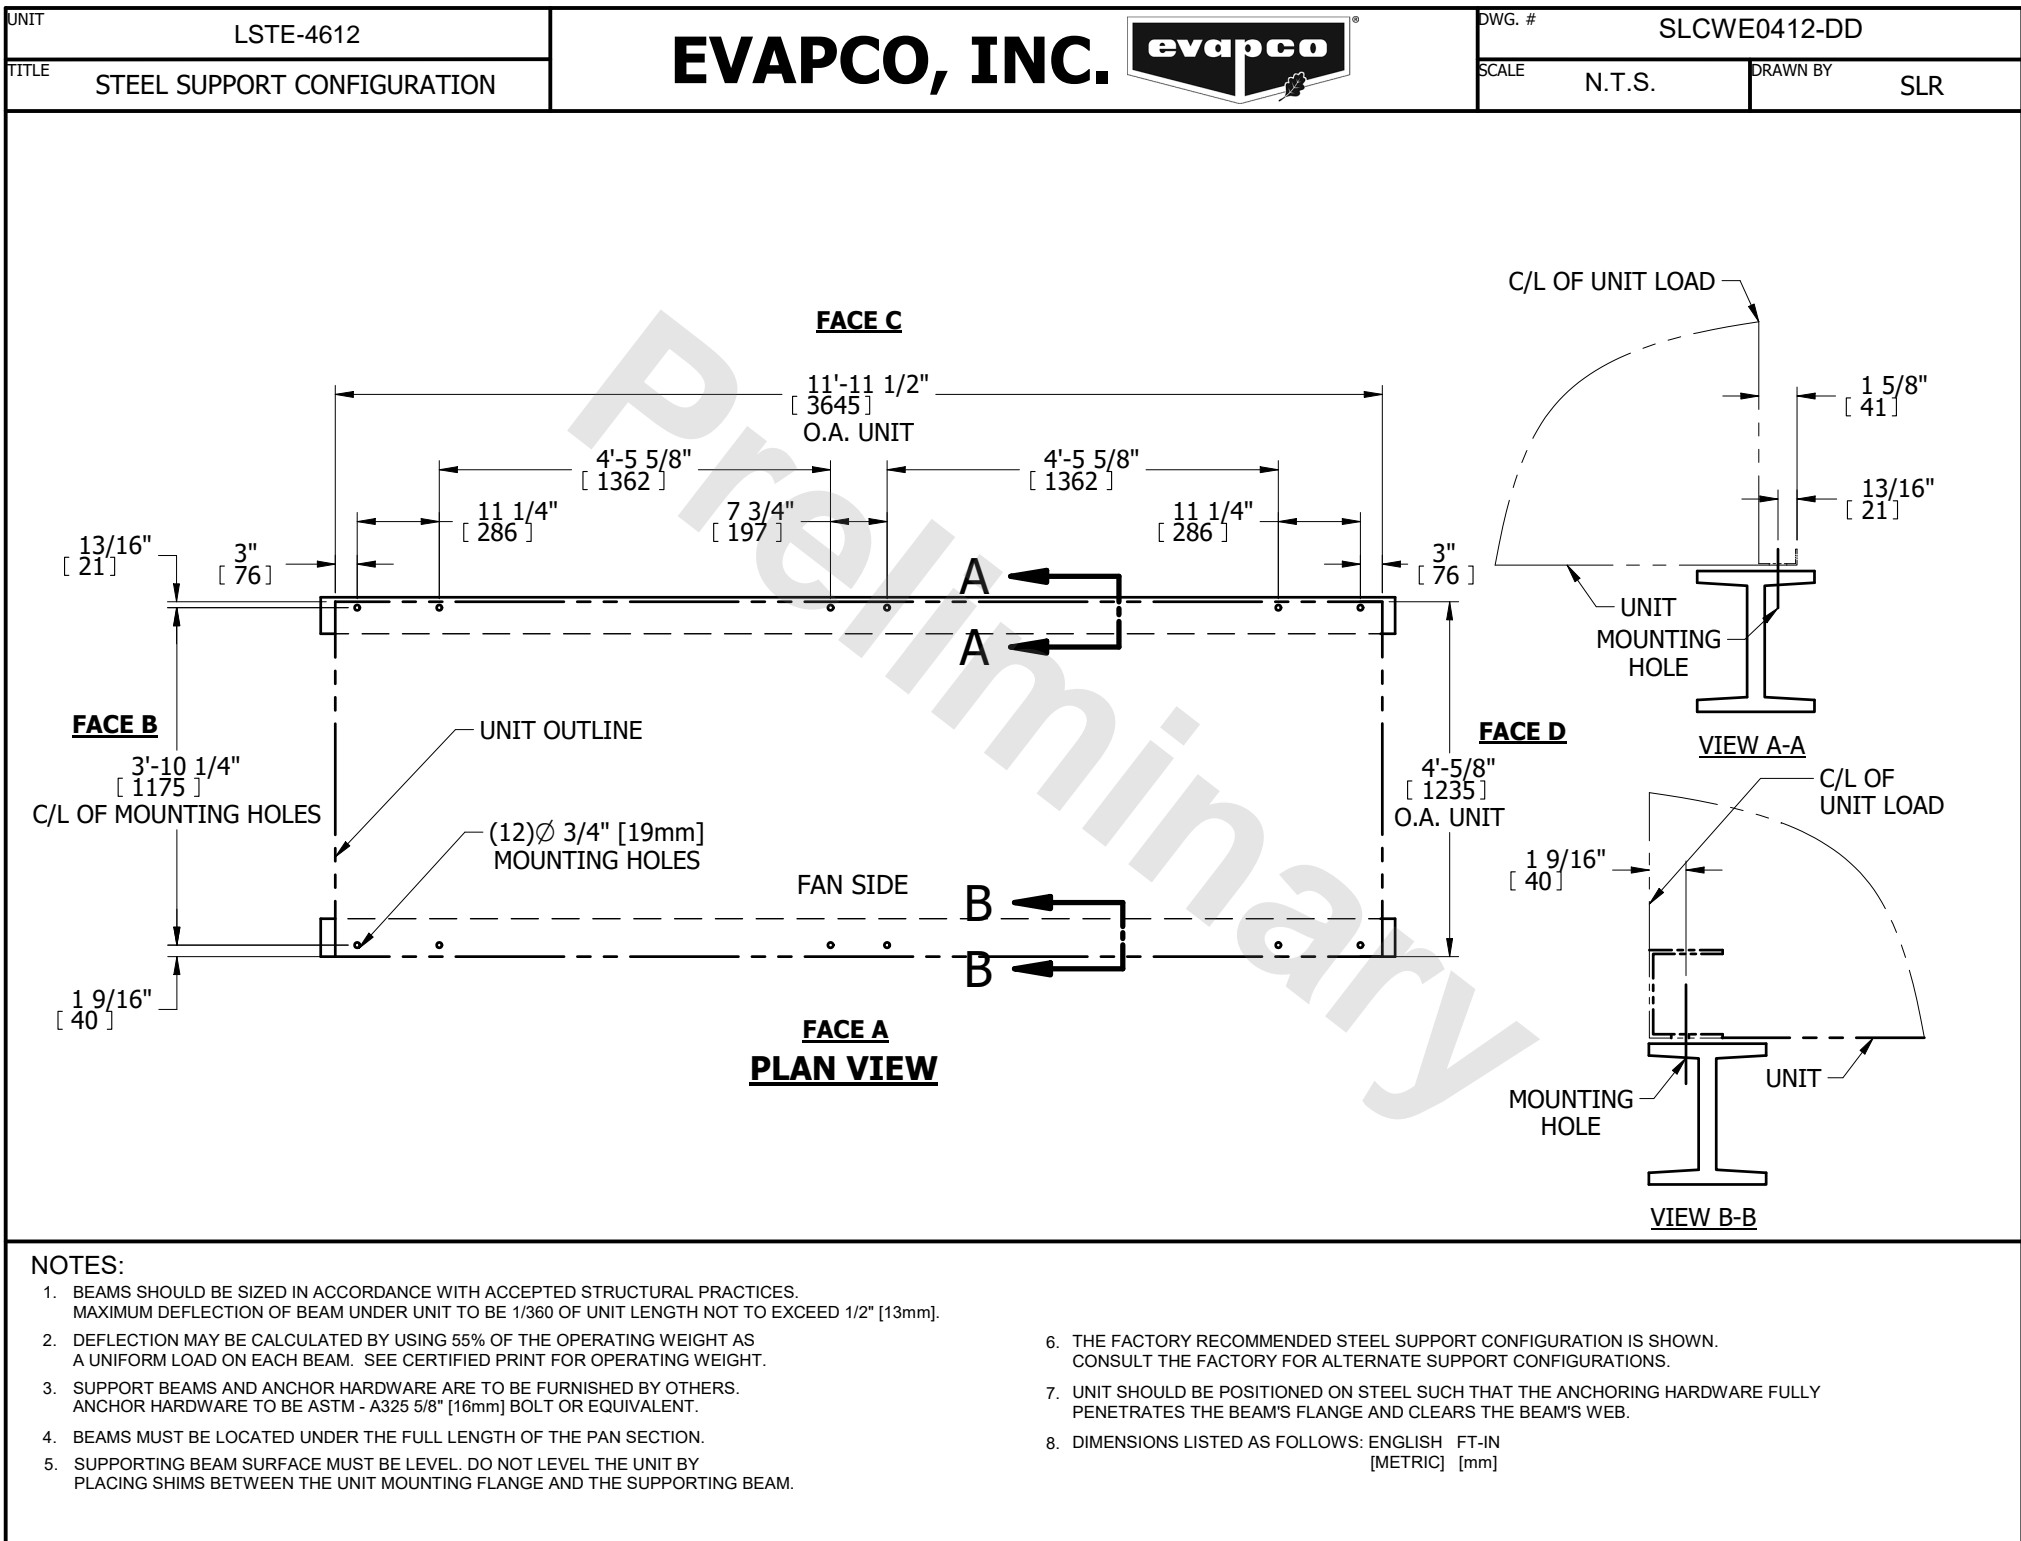 UNIT
LSTE-4612
TITLE
STEEL SUPPORT CONFIGURATION
EVAPCO, INC.
evapco
®
DWG. #
SLCWE0412-DD
SCALE
N.T.S.
DRAWN BY
SLR
Preliminary
FACE C
11'-11 1/2"
[ 3645 ]
O.A. UNIT
4'-5 5/8"
[ 1362 ]
4'-5 5/8"
[ 1362 ]
11 1/4"
[ 286 ]
7 3/4"
[ 197 ]
11 1/4"
[ 286 ]
13/16"
[ 21 ]
3"
[ 76 ]
3"
[ 76 ]
A
A
FACE B
3'-10 1/4"
[ 1175 ]
C/L OF MOUNTING HOLES
UNIT OUTLINE
(12)∅ 3/4" [19mm]
MOUNTING HOLES
FAN SIDE
B
B
FACE D
4'-5/8"
[ 1235 ]
O.A. UNIT
1 9/16"
[ 40 ]
FACE A
PLAN VIEW
C/L OF UNIT LOAD
1 5/8"
[ 41 ]
13/16"
[ 21 ]
UNIT
MOUNTING
HOLE
VIEW A-A
C/L OF
UNIT LOAD
1 9/16"
[ 40 ]
UNIT
MOUNTING
HOLE
VIEW B-B
NOTES:
1. BEAMS SHOULD BE SIZED IN ACCORDANCE WITH ACCEPTED STRUCTURAL PRACTICES.
MAXIMUM DEFLECTION OF BEAM UNDER UNIT TO BE 1/360 OF UNIT LENGTH NOT TO EXCEED 1/2" [13mm].
2. DEFLECTION MAY BE CALCULATED BY USING 55% OF THE OPERATING WEIGHT AS
A UNIFORM LOAD ON EACH BEAM. SEE CERTIFIED PRINT FOR OPERATING WEIGHT.
3. SUPPORT BEAMS AND ANCHOR HARDWARE ARE TO BE FURNISHED BY OTHERS.
ANCHOR HARDWARE TO BE ASTM - A325 5/8" [16mm] BOLT OR EQUIVALENT.
4. BEAMS MUST BE LOCATED UNDER THE FULL LENGTH OF THE PAN SECTION.
5. SUPPORTING BEAM SURFACE MUST BE LEVEL. DO NOT LEVEL THE UNIT BY
PLACING SHIMS BETWEEN THE UNIT MOUNTING FLANGE AND THE SUPPORTING BEAM.
6. THE FACTORY RECOMMENDED STEEL SUPPORT CONFIGURATION IS SHOWN.
CONSULT THE FACTORY FOR ALTERNATE SUPPORT CONFIGURATIONS.
7. UNIT SHOULD BE POSITIONED ON STEEL SUCH THAT THE ANCHORING HARDWARE FULLY
PENETRATES THE BEAM'S FLANGE AND CLEARS THE BEAM'S WEB.
8. DIMENSIONS LISTED AS FOLLOWS: ENGLISH FT-IN
[METRIC] [mm]